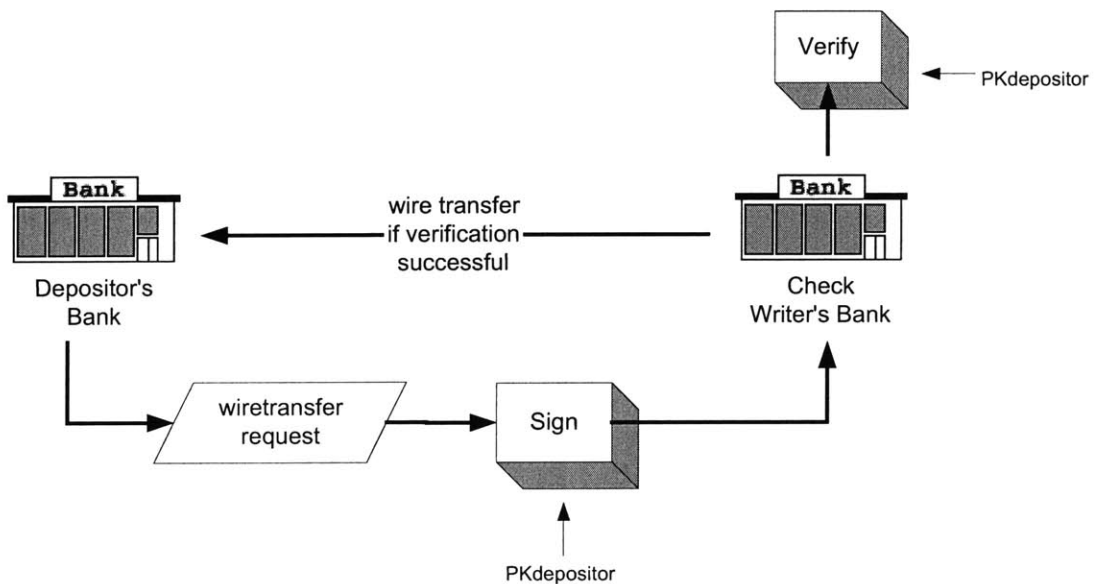 Verify
PKdepositor
Bank
Bank
wire transfer
if verification
successful
Depositor's
Bank
Check
Writer's Bank
wiretransfer
request
Sign
PKdepositor